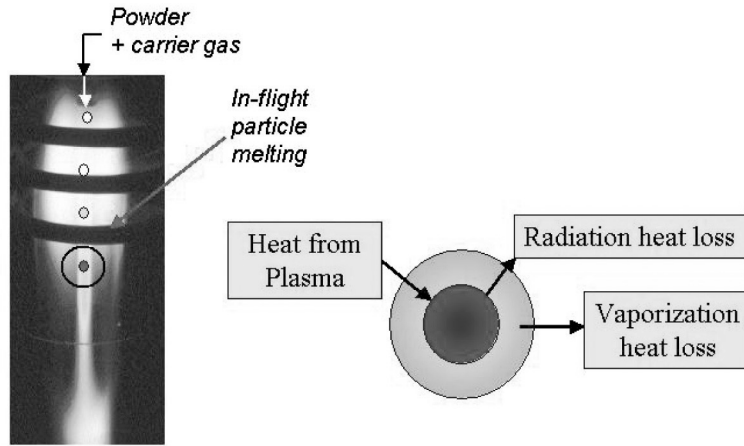 Powder
+ carrier gas
In-flight
particle
melting
Heat from
Plasma
Radiation heat loss
Vaporization
heat loss